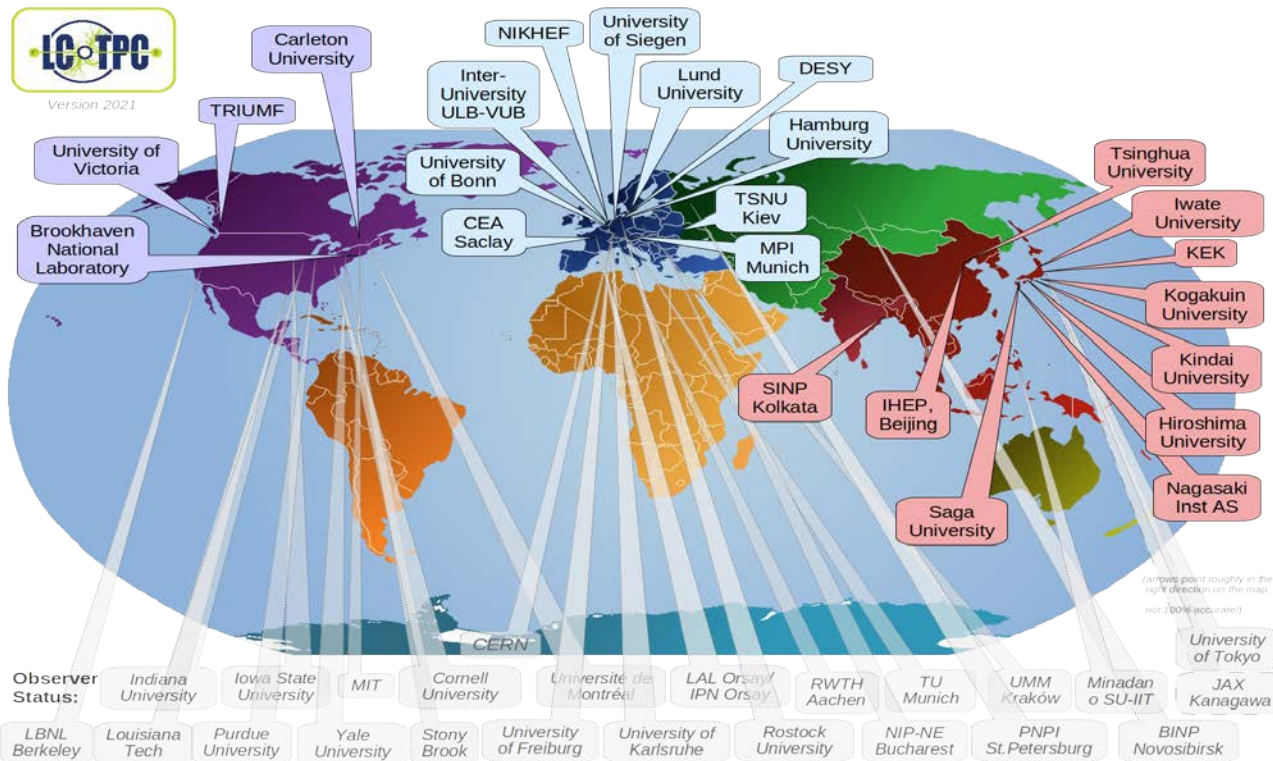 LC TPC
Version 2021
Carleton
University
TRIUMF
University of
Victoria
Brookhaven
National
Laboratory
NIKHEF
University
of Siegen
Inter-
University
ULB-VUB
Lund
University
DESY
Hamburg
University
University
of Bonn
CEA
Saclay
TSNU
Kiev
MPI
Munich
Tsinghua
University
Iwate
University
KEK
Kogakuin
University
Kindai
University
Hiroshima
University
Nagasaki
Inst AS
SINP
Kolkata
IHEP,
Beijing
Saga
University
(arrows point roughly in the
right direction on the map.
not 100% accurate!)
CERN
University
of Tokyo
Observer
Status:
Indiana
University
Iowa State
University
MIT
Cornell
University
Université de
Montréal
LAL Orsay/
IPN Orsay
RWTH
Aachen
TU
Munich
UMM
Kraków
Minadan
o SU-IIT
JAX
Kanagawa
LBNL
Berkeley
Louisiana
Tech
Purdue
University
Yale
University
Stony
Brook
University
of Freiburg
University of
Karlsruhe
Rostock
University
NIP-NE
Bucharest
PNPI
St.Petersburg
BINP
Novosibirsk